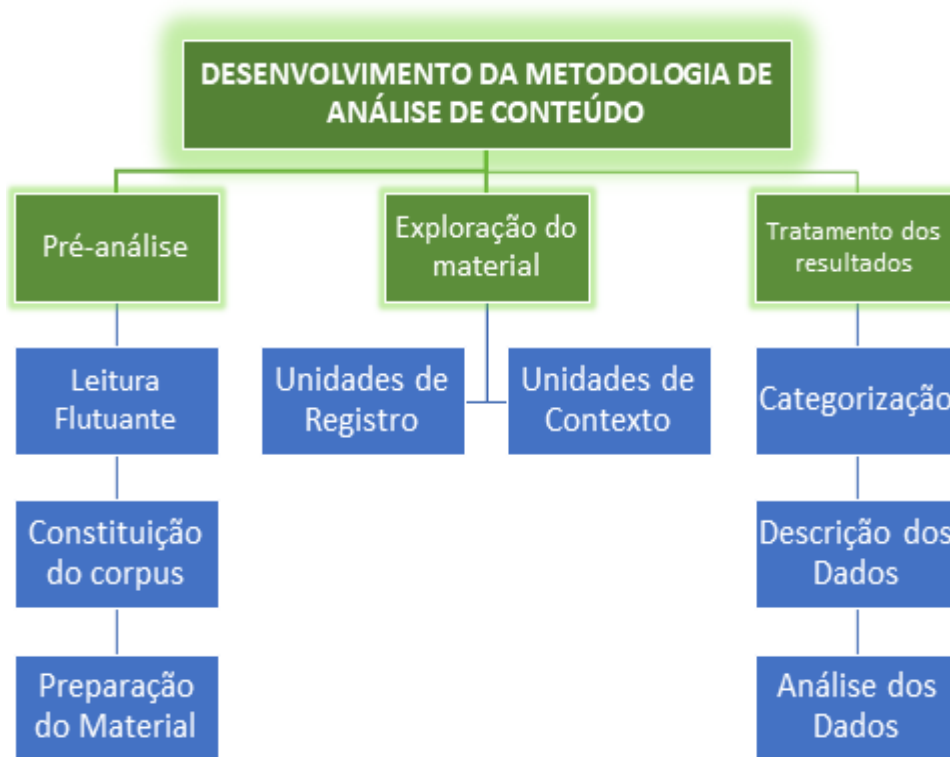 DESENVOLVIMENTO DA METODOLOGIA DE
ANÁLISE DE CONTEÚDO
Pré-análise
Exploração do
material
Tratamento dos
resultados
Leitura
Flutuante
Unidades de
Registro
Unidades de
Contexto
Categorização
Constituição
do corpus
Descrição dos
Dados
Preparação
do Material
Análise dos
Dados